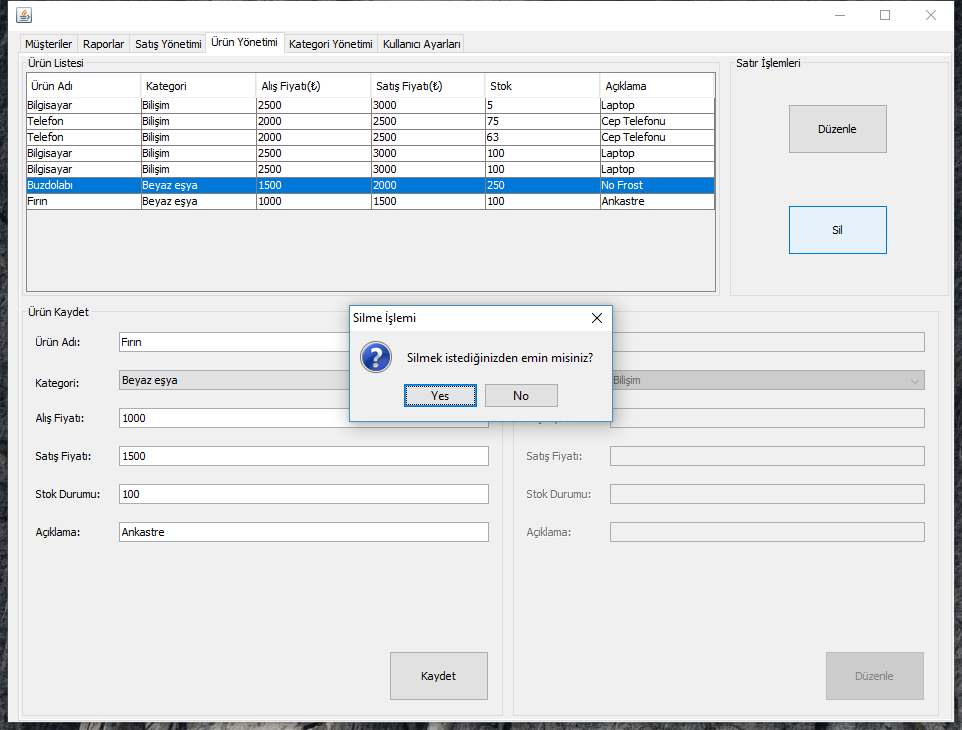 Müşteriler Raporlar Satış Yönetimi Ürün Yönetimi Kategori Yönetimi Kullanıcı Ayarları
Ürün Listesi
Ürün Adı Kategori Alış Fiyatı(₺) Satış Fiyatı(₺) Stok Açıklama
Bilgisayar Bilişim 2500 3000 5 Laptop
Telefon Bilişim 2000 2500 75 Cep Telefonu
Telefon Bilişim 2000 2500 63 Cep Telefonu
Bilgisayar Bilişim 2500 3000 100 Laptop
Bilgisayar Bilişim 2500 3000 100 Laptop
Buzdolabı Beyaz eşya 1500 2000 250 No Frost
Fırın Beyaz eşya 1000 1500 100 Ankastre
Satır İşlemleri
Düzenle
Sil
Silme İşlemi
Silmek istediğinizden emin misiniz?
Yes No
Ürün Kaydet
Ürün Adı: Fırın
Kategori: Beyaz eşya
Alış Fiyatı: 1000
Satış Fiyatı: 1500
Stok Durumu: 100
Açıklama: Ankastre
Kaydet
Bilişim
Satış Fiyatı:
Stok Durumu:
Açıklama:
Düzenle